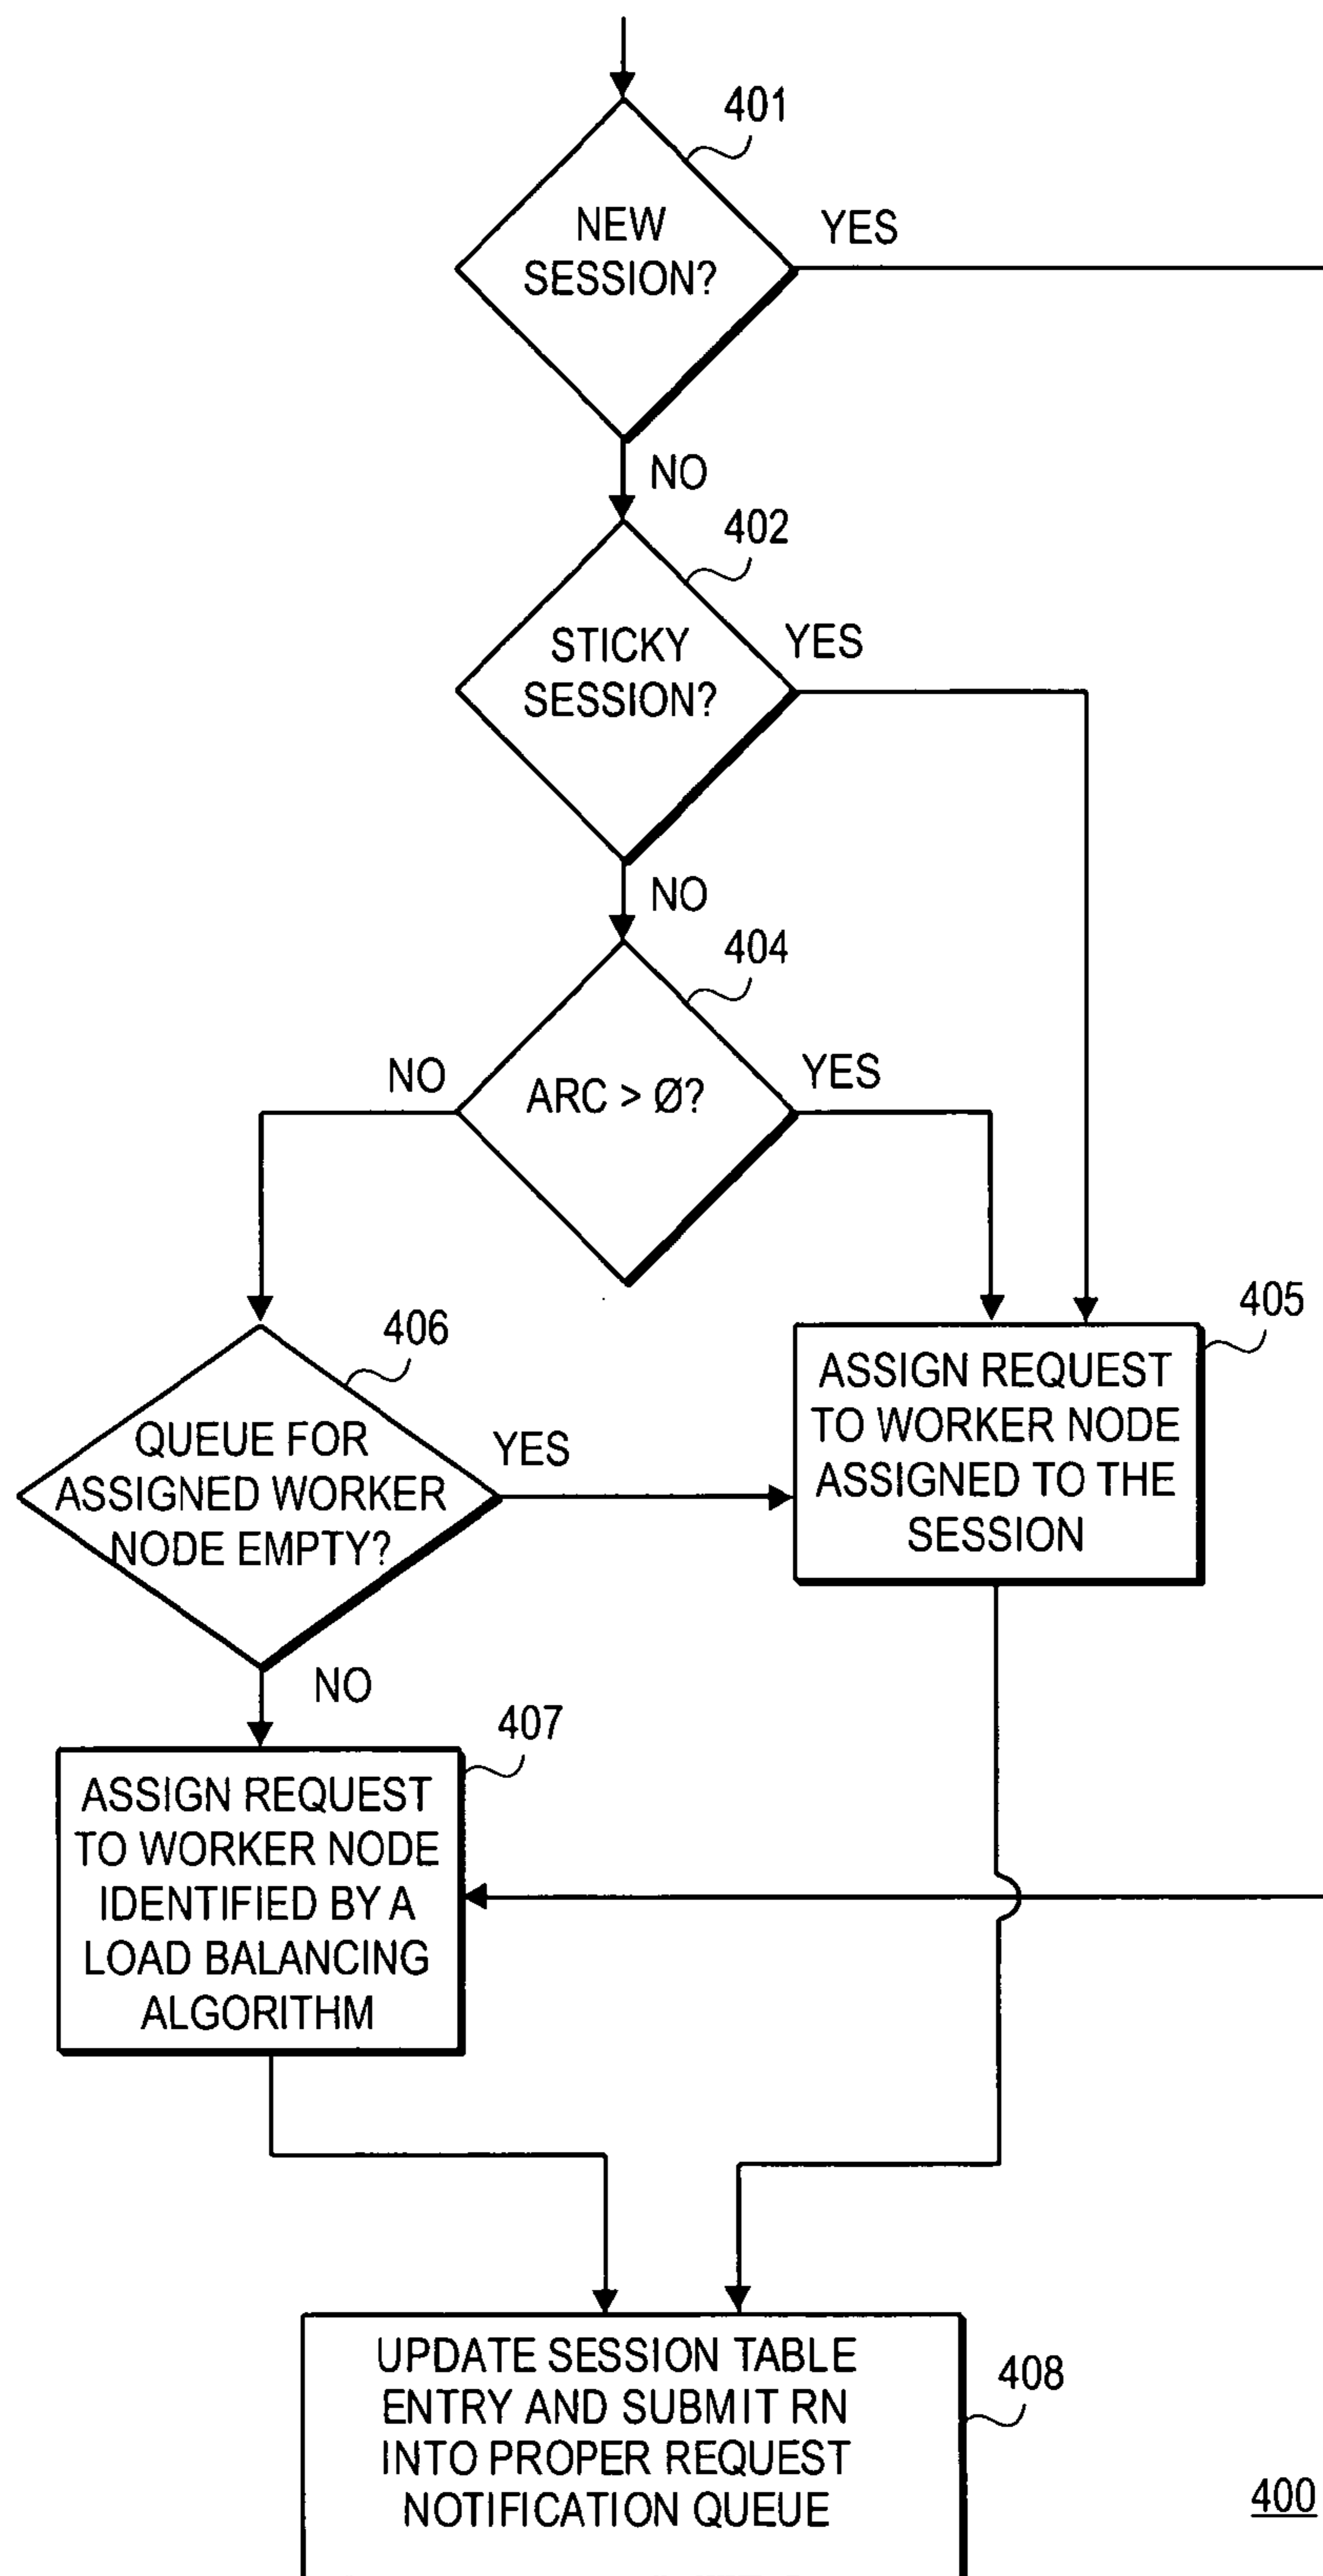 401
NEW
SESSION?
YES
NO
402
STICKY
SESSION?
YES
NO
404
ARC > Ø?
NO
YES
406
QUEUE FOR
ASSIGNED WORKER
NODE EMPTY?
YES
NO
405
ASSIGN REQUEST
TO WORKER NODE
ASSIGNED TO THE
SESSION
407
ASSIGN REQUEST
TO WORKER NODE
IDENTIFIED BY A
LOAD BALANCING
ALGORITHM
408
UPDATE SESSION TABLE
ENTRY AND SUBMIT RN
INTO PROPER REQUEST
NOTIFICATION QUEUE
400